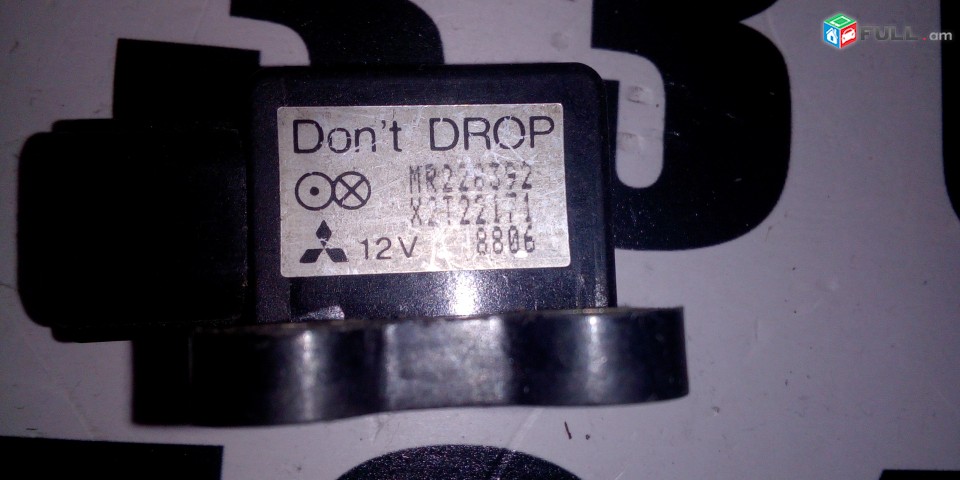 FULL.am
Don't DROP
MR228392
X2T22171
12V 8806